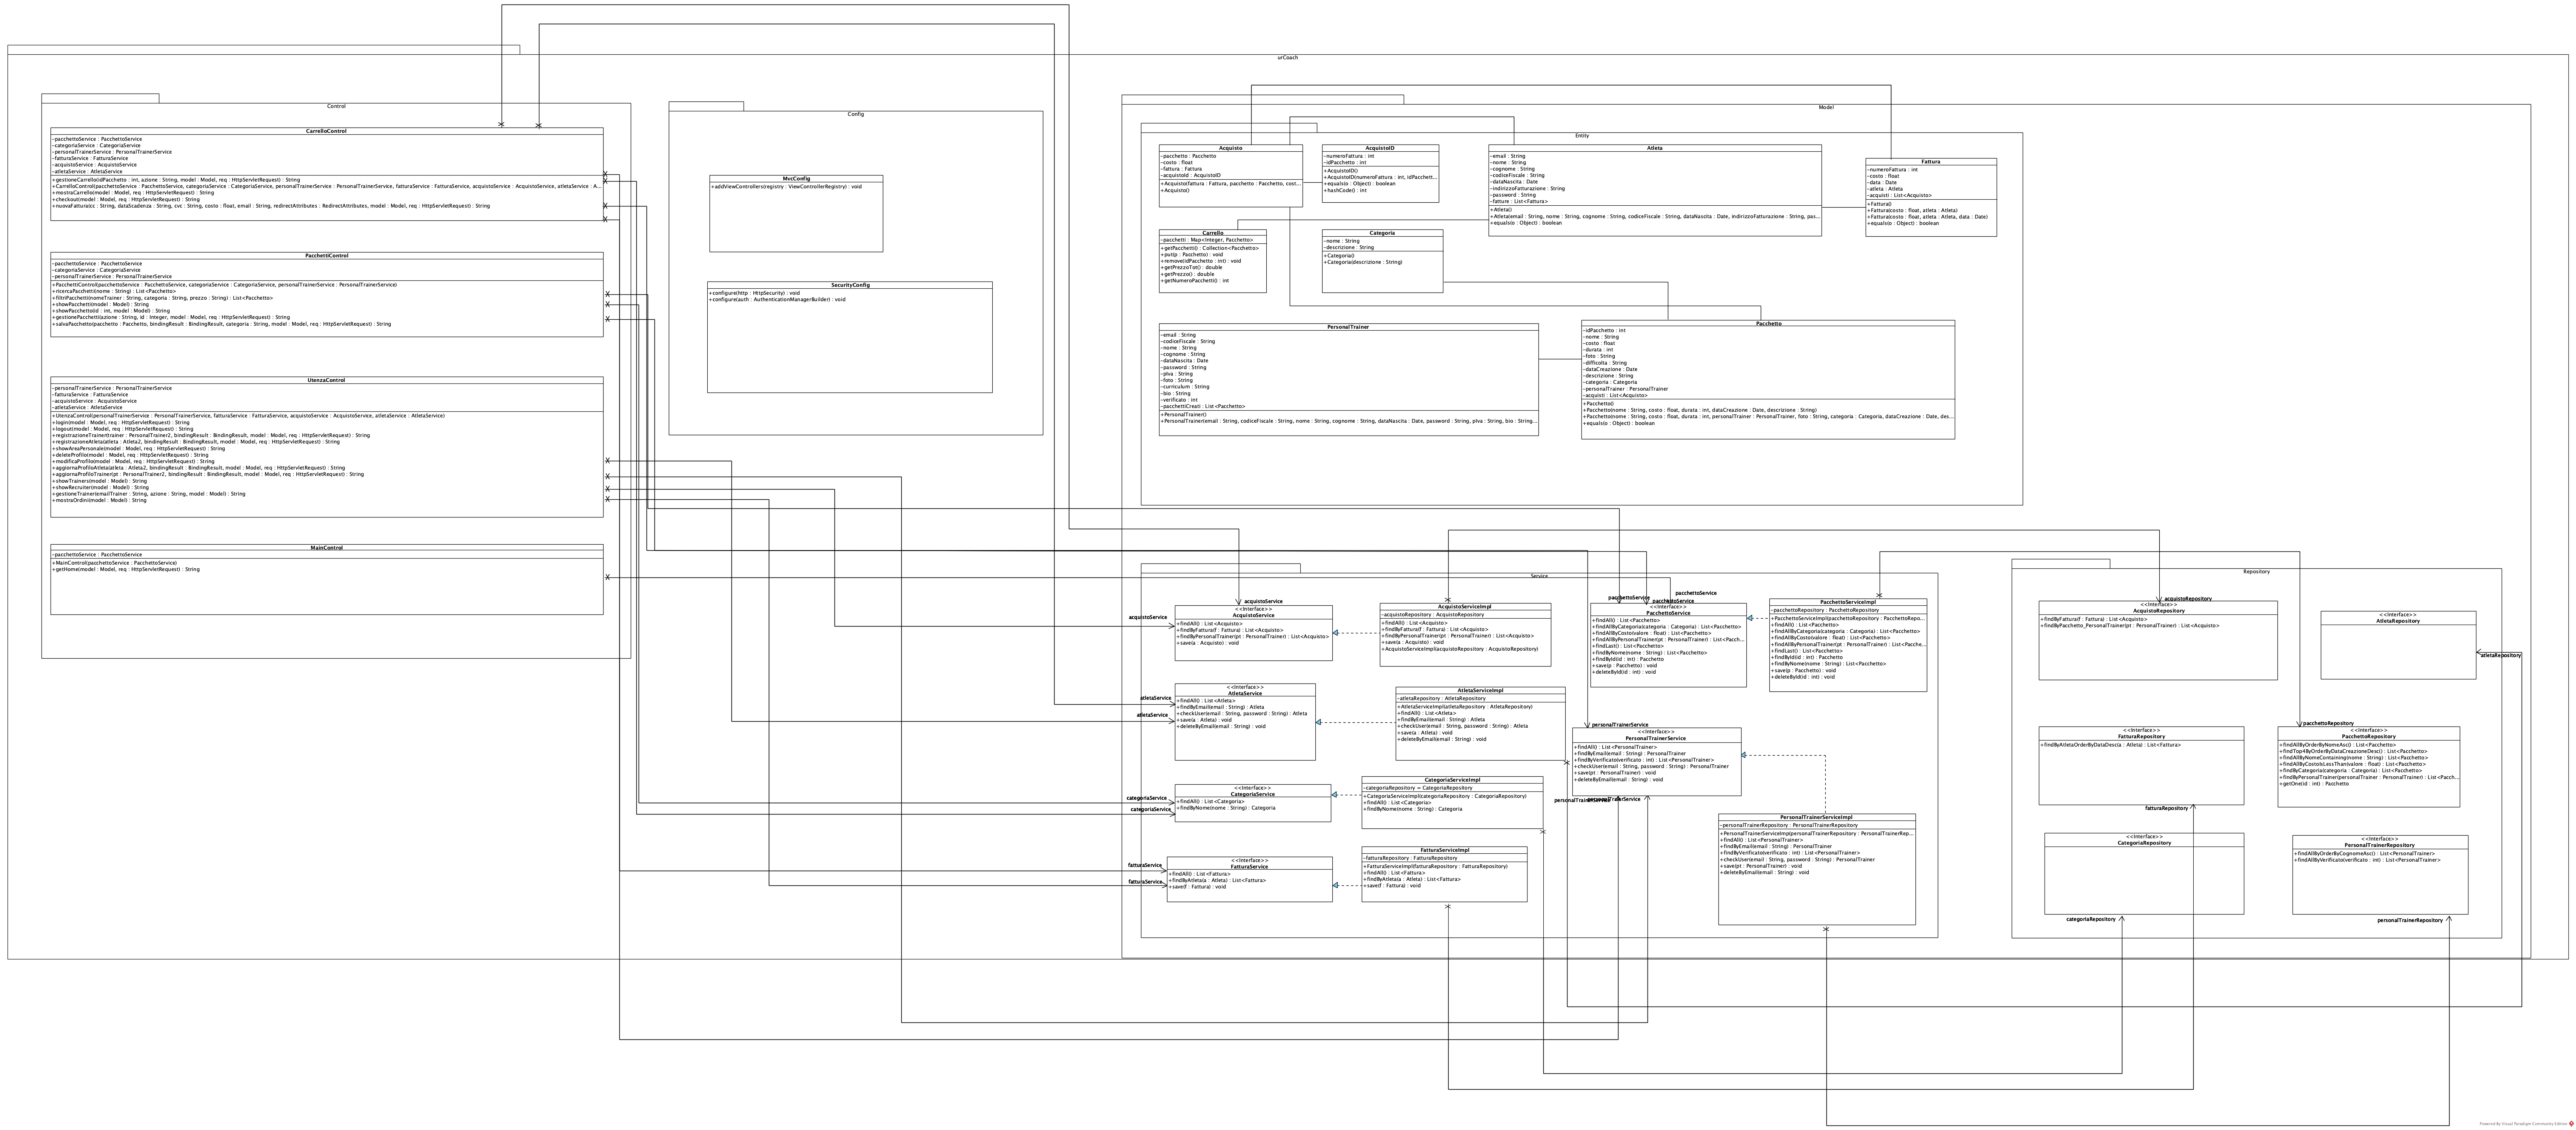 urCoach
Control
CarrelloControl
-pacchettoService : PacchettoService
-categoriaService : CategoriaService
-personalTrainerService : PersonalTrainerService
-fatturaService : FatturaService
-acquistoService : AcquistoService
-atletaService : AtletaService
+gestioneCarrello(idPacchetto : int, azione : String, model : Model, req : HttpServletRequest) : String
+CarrelloControl(pacchettoService : PacchettoService, categoriaService : CategoriaService, personalTrainerService : PersonalTrainerService, fatturaService : FatturaService, acquistoService : AcquistoService, atletaService : A...
+mostraCarrello(model : Model, req : HttpServletRequest) : String
+checkout(model : Model, req : HttpServletRequest) : String
+nuovaFattura(cc : String, dataScadenza : String, cvc : String, costo : float, email : String, redirectAttributes : RedirectAttributes, model : Model, req : HttpServletRequest) : String
PacchettiControl
-pacchettoService : PacchettoService
-categoriaService : CategoriaService
-personalTrainerService : PersonalTrainerService
+PacchettiControl(pacchettoService : PacchettoService, categoriaService : CategoriaService, personalTrainerService : PersonalTrainerService)
+ricercaPacchetti(nome : String) : List<Pacchetto>
+filtriPacchetti(nomeTrainer : String, categoria : String, prezzo : String) : List<Pacchetto>
+showPacchetti(model : Model) : String
+showPacchetto(id : int, model : Model) : String
+gestionePacchetti(azione : String, id : Integer, model : Model, req : HttpServletRequest) : String
+salvaPacchetto(pacchetto : Pacchetto, bindingResult : BindingResult, categoria : String, model : Model, req : HttpServletRequest) : String
UtenzaControl
-personalTrainerService : PersonalTrainerService
-fatturaService : FatturaService
-acquistoService : AcquistoService
-atletaService : AtletaService
+UtenzaControl(personalTrainerService : PersonalTrainerService, fatturaService : FatturaService, acquistoService : AcquistoService, atletaService : AtletaService)
+login(model : Model, req : HttpServletRequest) : String
+logout(model : Model, req : HttpServletRequest) : String
+registrazioneTrainer(trainer : PersonalTrainer2, bindingResult : BindingResult, model : Model, req : HttpServletRequest) : String
+registrazioneAtleta(atleta : Atleta2, bindingResult : BindingResult, model : Model, req : HttpServletRequest) : String
+showAreaPersonale(model : Model, req : HttpServletRequest) : String
+deleteProfilo(model : Model, req : HttpServletRequest) : String
+modificaProfilo(model : Model, req : HttpServletRequest) : String
+aggiornaProfiloAtleta(atleta : Atleta2, bindingResult : BindingResult, model : Model, req : HttpServletRequest) : String
+aggiornaProfiloTrainer(pt : PersonalTrainer2, bindingResult : BindingResult, model : Model, req : HttpServletRequest) : String
+showTrainers(model : Model) : String
+showRecruiter(model : Model) : String
+gestioneTrainer(emailTrainer : String, azione : String, model : Model) : String
+mostraOrdini(model : Model) : String
MainControl
-pacchettoService : PacchettoService
+MainControl(pacchettoService : PacchettoService)
+getHome(model : Model, req : HttpServletRequest) : String
Config
MvcConfig
+addViewControllers(registry : ViewControllerRegistry) : void
SecurityConfig
+configure(http : HttpSecurity) : void
+configure(auth : AuthenticationManagerBuilder) : void
Model
Entity
Acquisto
-pacchetto : Pacchetto
-costo : float
-fattura : Fattura
-acquistoId : AcquistoID
+Acquisto(fattura : Fattura, pacchetto : Pacchetto, cost...
+Acquisto()
AcquistoID
-numeroFattura : int
-idPacchetto : int
+AcquistoID()
+AcquistoID(numeroFattura : int, idPacchett...
+equals(o : Object) : boolean
+hashCode() : int
Atleta
-email : String
-nome : String
-cognome : String
-codiceFiscale : String
-dataNascita : Date
-indirizzoFatturazione : String
-password : String
-fatture : List<Fattura>
+Atleta()
+Atleta(email : String, nome : String, cognome : String, codiceFiscale : String, dataNascita : Date, indirizzoFatturazione : String, pas...
+equals(o : Object) : boolean
Fattura
-numeroFattura : int
-costo : float
-data : Date
-atleta : Atleta
-acquisti : List<Acquisto>
+Fattura()
+Fattura(costo : float, atleta : Atleta)
+Fattura(costo : float, atleta : Atleta, data : Date)
+equals(o : Object) : boolean
Carrello
-pacchetti : Map<Integer, Pacchetto>
+getPacchetti() : Collection<Pacchetto>
+put(p : Pacchetto) : void
+remove(idPacchetto : int) : void
+getPrezzoTot() : double
+getPrezzo() : double
+getNumeroPacchetti() : int
Categoria
-nome : String
-descrizione : String
+Categoria()
+Categoria(descrizione : String)
PersonalTrainer
-email : String
-codiceFiscale : String
-nome : String
-cognome : String
-dataNascita : Date
-password : String
-pIva : String
-foto : String
-curriculum : String
-bio : String
-verificato : int
-pacchettiCreati : List<Pacchetto>
+PersonalTrainer()
+PersonalTrainer(email : String, codiceFiscale : String, nome : String, cognome : String, dataNascita : Date, password : String, pIva : String, bio : String...
Pacchetto
-idPacchetto : int
-nome : String
-costo : float
-durata : int
-foto : String
-difficolta : String
-dataCreazione : Date
-descrizione : String
-categoria : Categoria
-personalTrainer : PersonalTrainer
-acquisti : List<Acquisto>
+Pacchetto()
+Pacchetto(nome : String, costo : float, durata : int, dataCreazione : Date, descrizione : String)
+Pacchetto(nome : String, costo : float, durata : int, personalTrainer : PersonalTrainer, foto : String, categoria : Categoria, dataCreazione : Date, des...
+equals(o : Object) : boolean
Service
acquistoService
acquistoService
<<Interface>>
AcquistoService
+findAll() : List<Acquisto>
+findByFattura(f : Fattura) : List<Acquisto>
+findByPersonalTrainer(pt : PersonalTrainer) : List<Acquisto>
+save(a : Acquisto) : void
AcquistoServiceImpl
-acquistoRepository : AcquistoRepository
+findAll() : List<Acquisto>
+findByFattura(f : Fattura) : List<Acquisto>
+findByPersonalTrainer(pt : PersonalTrainer) : List<Acquisto>
+save(a : Acquisto) : void
+AcquistoServiceImpl(acquistoRepository : AcquistoRepository)
pacchettoService
pacchettoService
pacchettoService
<<Interface>>
PacchettoService
+findAll() : List<Pacchetto>
+findAllByCategoria(categoria : Categoria) : List<Pacchetto>
+findAllByCosto(valore : float) : List<Pacchetto>
+findAllByPersonalTrainer(pt : PersonalTrainer) : List<Pacch...
+findLast() : List<Pacchetto>
+findByNome(nome : String) : List<Pacchetto>
+findById(id : int) : Pacchetto
+save(p : Pacchetto) : void
+deleteById(id : int) : void
PacchettoServiceImpl
-pacchettoRepository : PacchettoRepository
+PacchettoServiceImpl(pacchettoRepository : PacchettoRepo...
+findAll() : List<Pacchetto>
+findAllByCategoria(categoria : Categoria) : List<Pacchetto>
+findAllByCosto(valore : float) : List<Pacchetto>
+findAllByPersonalTrainer(pt : PersonalTrainer) : List<Pacche...
+findLast() : List<Pacchetto>
+findById(id : int) : Pacchetto
+findByNome(nome : String) : List<Pacchetto>
+save(p : Pacchetto) : void
+deleteById(id : int) : void
atletaService
atletaService
<<Interface>>
AtletaService
+findAll() : List<Atleta>
+findByEmail(email : String) : Atleta
+checkUser(email : String, password : String) : Atleta
+save(a : Atleta) : void
+deleteByEmail(email : String) : void
AtletaServiceImpl
-atletaRepository : AtletaRepository
+AtletaServiceImpl(atletaRepository : AtletaRepository)
+findAll() : List<Atleta>
+findByEmail(email : String) : Atleta
+checkUser(email : String, password : String) : Atleta
+save(a : Atleta) : void
+deleteByEmail(email : String) : void
personalTrainerService
<<Interface>>
PersonalTrainerService
+findAll() : List<PersonalTrainer>
+findByEmail(email : String) : PersonalTrainer
+findByVerificato(verificato : int) : List<PersonalTrainer>
+checkUser(email : String, password : String) : PersonalTrainer
+save(pt : PersonalTrainer) : void
+deleteByEmail(email : String) : void
personalTrainerService
personalTrainerService
categoriaService
categoriaService
<<Interface>>
CategoriaService
+findAll() : List<Categoria>
+findByNome(nome : String) : Categoria
CategoriaServiceImpl
-categoriaRepository = CategoriaRepository
+CategoriaServiceImpl(categoriaRepository : CategoriaRepository)
+findAll() : List<Categoria>
+findByNome(nome : String) : Categoria
PersonalTrainerServiceImpl
-personalTrainerRepository : PersonalTrainerRepository
+PersonalTrainerServiceImpl(personalTrainerRepository : PersonalTrainerRep...
+findAll() : List<PersonalTrainer>
+findByEmail(email : String) : PersonalTrainer
+findByVerificato(verificato : int) : List<PersonalTrainer>
+checkUser(email : String, password : String) : PersonalTrainer
+save(pt : PersonalTrainer) : void
+deleteByEmail(email : String) : void
fatturaService
fatturaService
<<Interface>>
FatturaService
+findAll() : List<Fattura>
+findByAtleta(a : Atleta) : List<Fattura>
+save(f : Fattura) : void
FatturaServiceImpl
-fatturaRepository : FatturaRepository
+FatturaServiceImpl(fatturaRepository : FatturaRepository)
+findAll() : List<Fattura>
+findByAtleta(a : Atleta) : List<Fattura>
+save(f : Fattura) : void
Repository
acquistoRepository
<<Interface>>
AcquistoRepository
+findByFattura(f : Fattura) : List<Acquisto>
+findByPacchetto_PersonalTrainer(pt : PersonalTrainer) : List<Acquisto>
<<Interface>>
AtletaRepository
atletaRepository
<<Interface>>
FatturaRepository
+findByAtletaOrderByDataDesc(a : Atleta) : List<Fattura>
fatturaRepository
pacchettoRepository
<<Interface>>
PacchettoRepository
+findAllByOrderByNomeAsc() : List<Pacchetto>
+findTop4ByOrderByDataCreazioneDesc() : List<Pacchetto>
+findAllByNomeContaining(nome : String) : List<Pacchetto>
+findAllByCostoIsLessThan(valore : float) : List<Pacchetto>
+findByCategoria(categoria : Categoria) : List<Pacchetto>
+findByPersonalTrainer(personalTrainer : PersonalTrainer) : List<Pacch...
+getOne(id : int) : Pacchetto
<<Interface>>
CategoriaRepository
categoriaRepository
<<Interface>>
PersonalTrainerRepository
+findAllByOrderByCognomeAsc() : List<PersonalTrainer>
+findAllByVerificato(verificato : int) : List<PersonalTrainer>
personalTrainerRepository
Powered By Visual Paradigm Community Edition